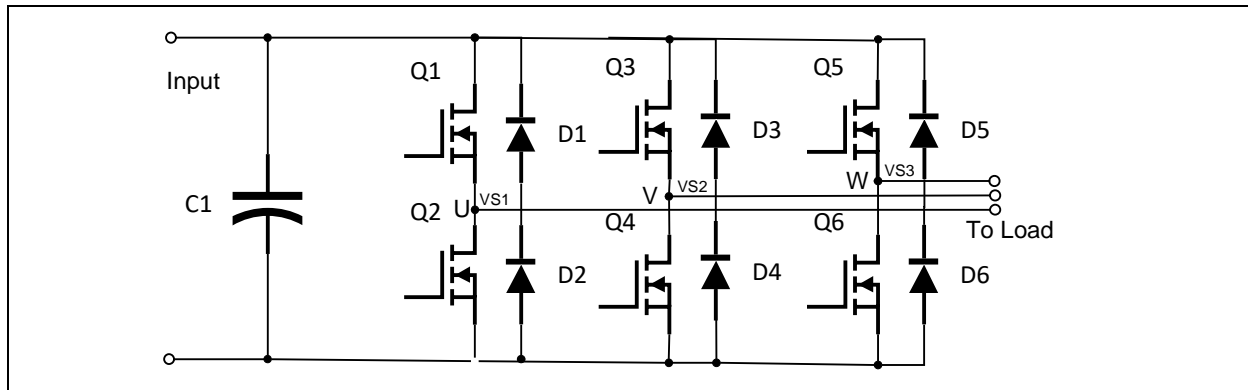 Input
C1
Q1
D1
Q3
D3
Q5
D5
U
VS1
V
VS2
W
VS3
Q2
D2
Q4
D4
Q6
D6
To Load